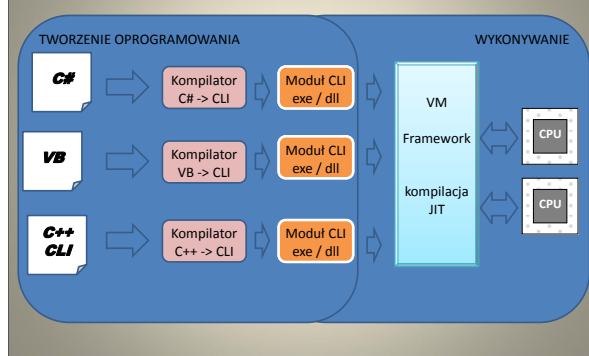 TWORZENIE OPROGRAMOWANIA
WYKONYWANIE
C#
Kompilator
C# -> CLI
Moduł CLI
exe / dll
VB
Kompilator
VB -> CLI
Moduł CLI
exe / dll
C++
CLI
Kompilator
C++ -> CLI
Moduł CLI
exe / dll
VM
Framework
kompilacja
JIT
CPU
CPU